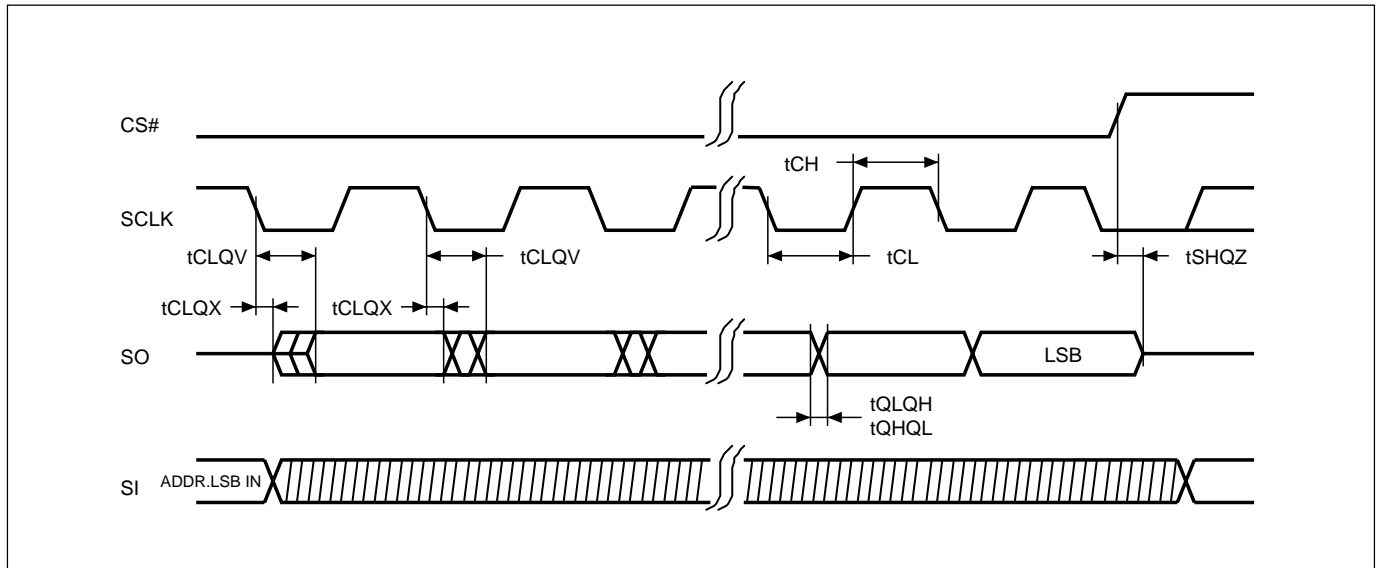 CS#
tCH
SCLK
tCLQV
tCLQV
tCL
tSHQZ
tCLQX
tCLQX
SO
LSB
tQLQH
tQHQL
SI
ADDR.LSB IN